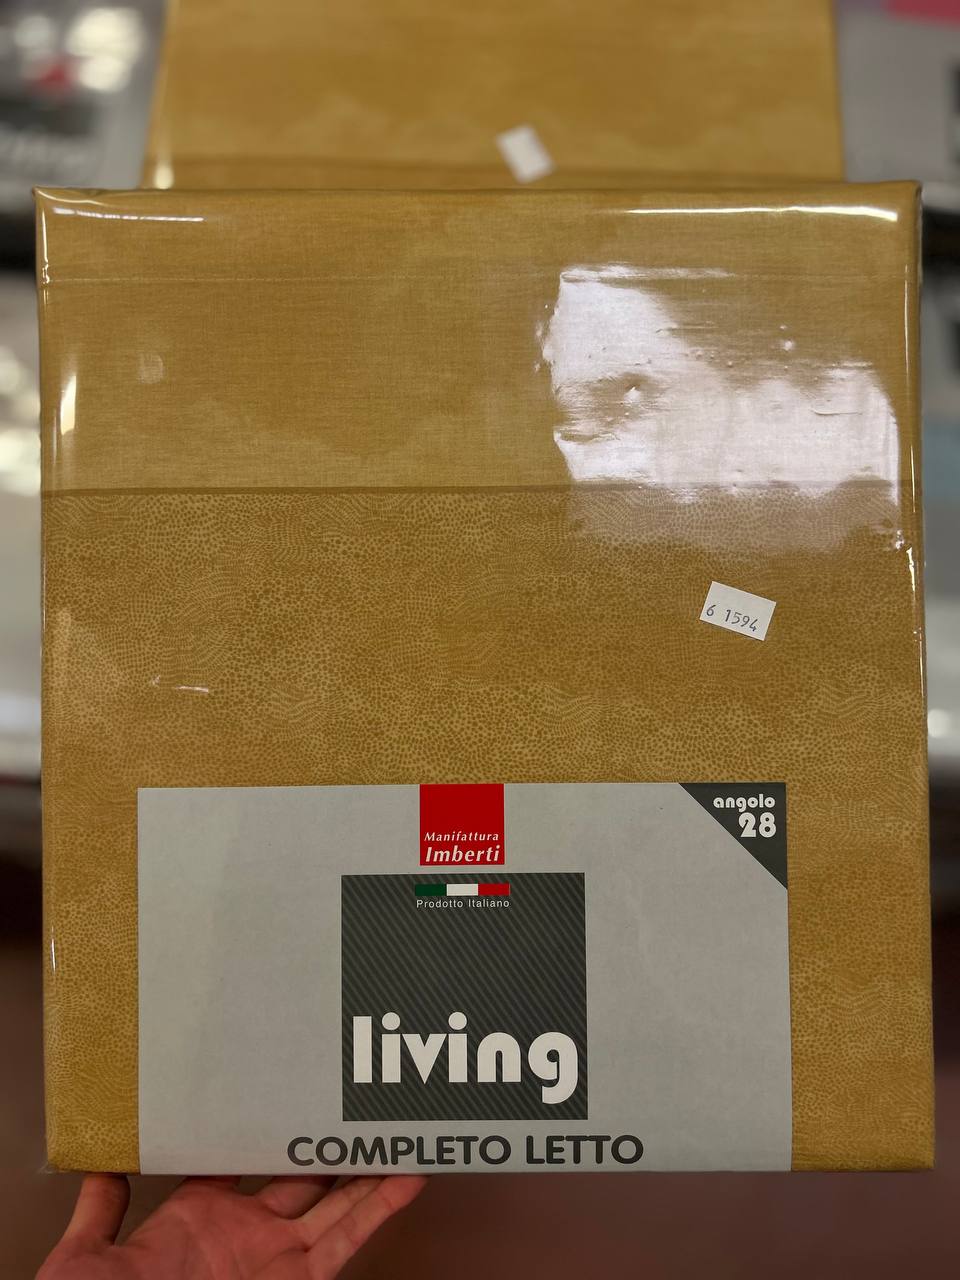 6 1594
angolo
28
Manifattura
Imberti
Prodotto Italiano
living
COMPLETO LETTO